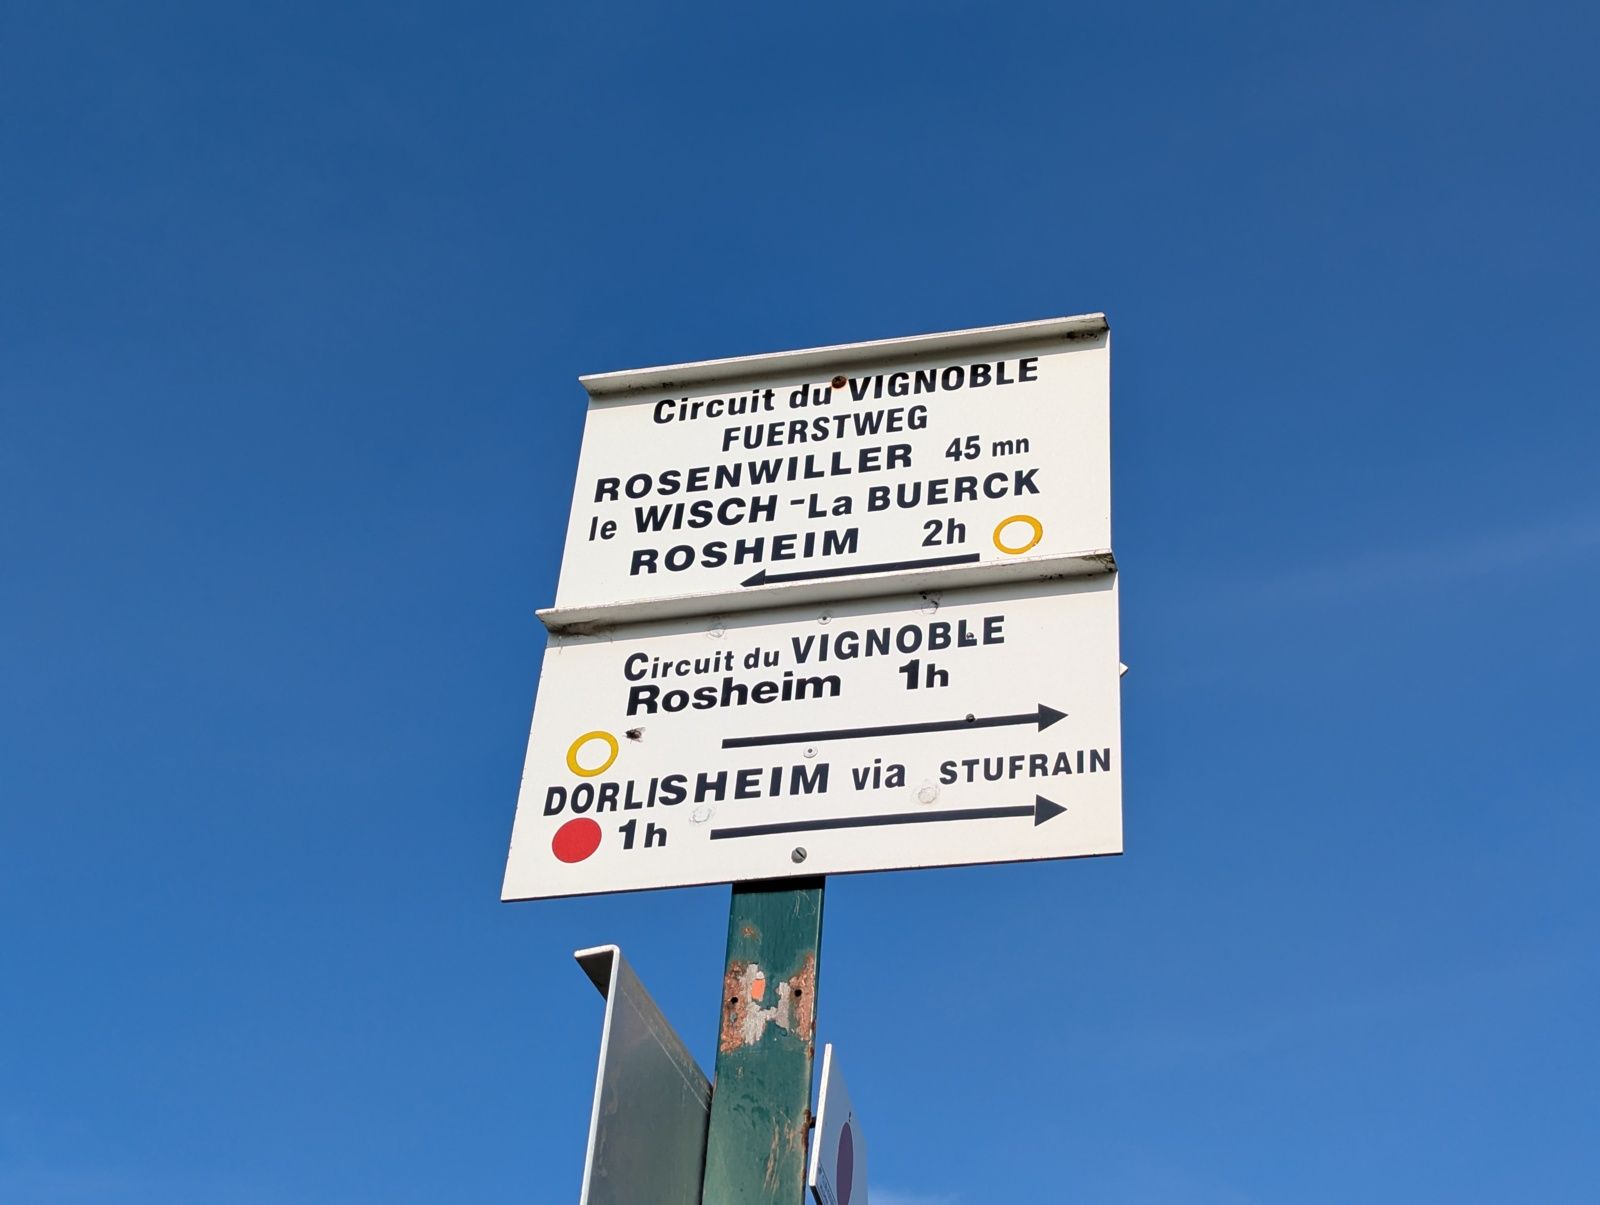 Circuit du VIGNOBLE
FUERSTWEG
ROSENWILLER 45 mn
le WISCH - La BUERCK
ROSHEIM 2h
Circuit du VIGNOBLE
Rosheim 1h
DORLISHEIM via STUFRAIN
1h